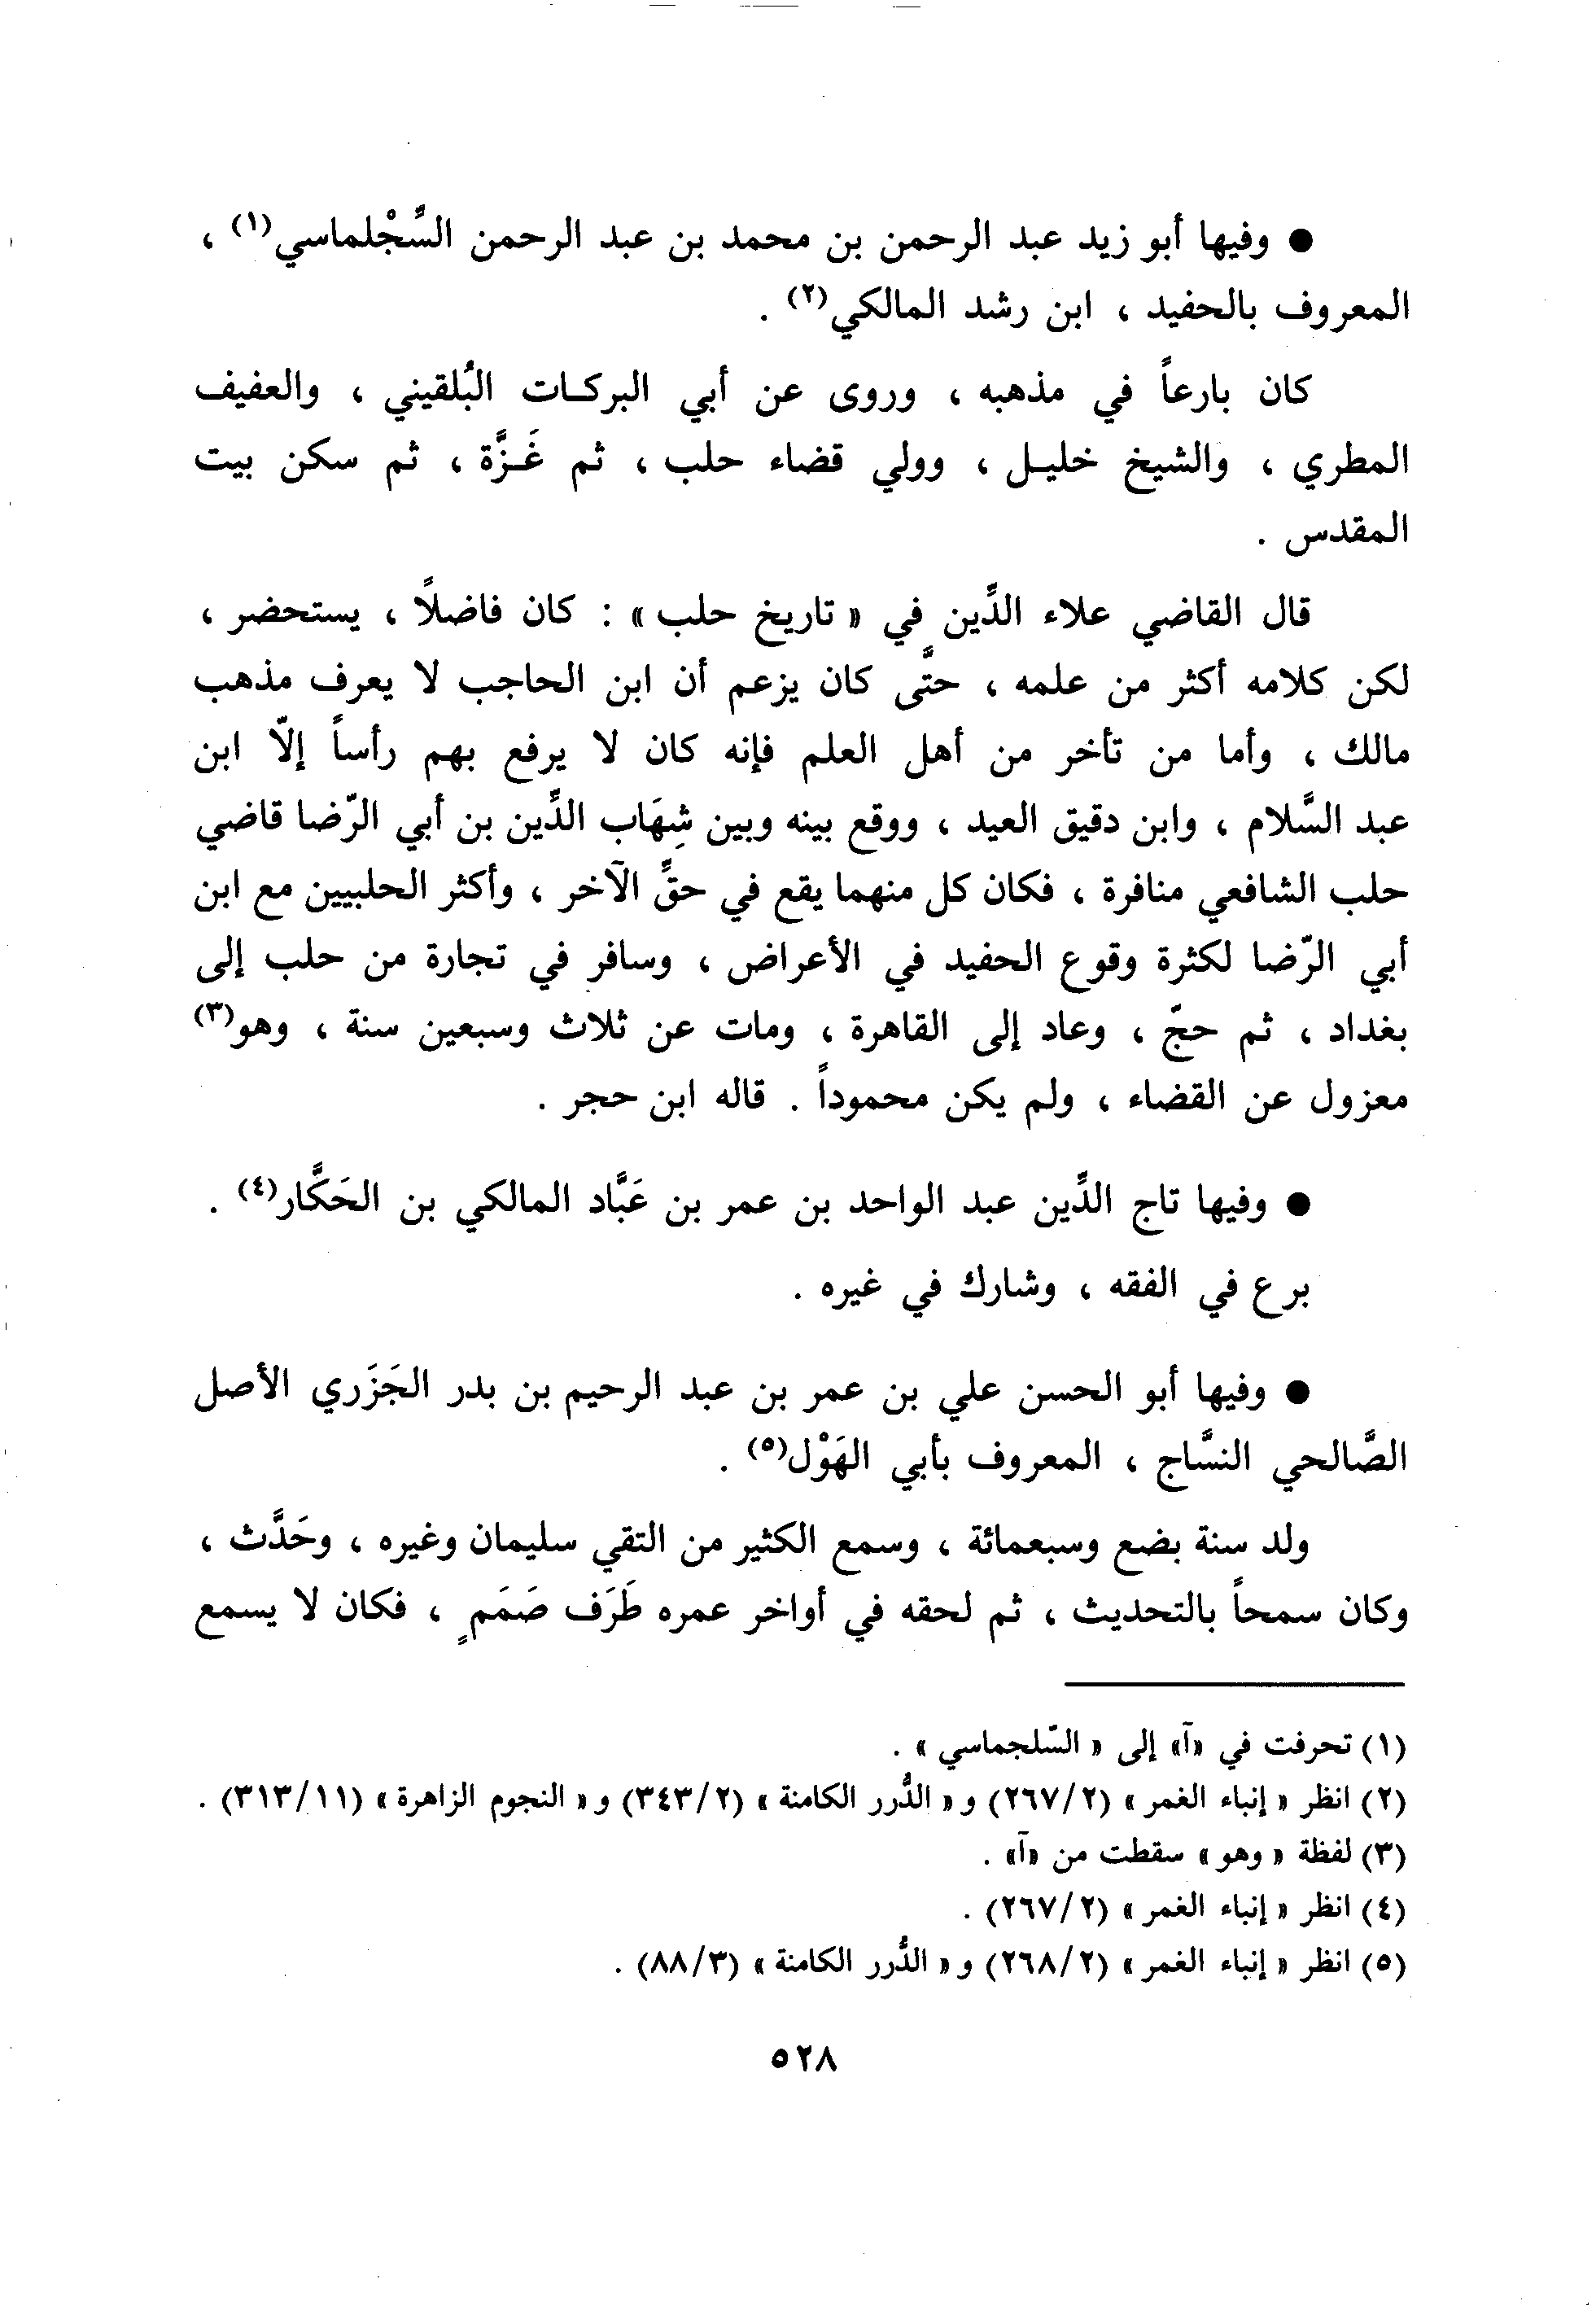 ● وفيها أبو زيد عبد الرحمن بن محمد بن عبد الرحمن السِّجْلماسي(١) ،
المعروف بالحفيد ، ابن رشد المالكي(٢) .
كان بارعاً في مذهبه ، وروى عن أبي البركات البُلقيني ، والعفيف
المطري ، والشيخ خليل ، وولي قضاء حلب ، ثم غَزَّة ، ثم سكن بيت
المقدس .
قال القاضي علاء الدِّين في « تاريخ حلب » : كان فاضلاً ، يستحضر ،
لكن كلامه أكثر من علمه ، حتَّى كان يزعم أن ابن الحاجب لا يعرف مذهب
مالك ، وأما من تأخر من أهل العلم فإنه كان لا يرفع بهم رأساً إلّا ابن
عبد السَّلام ، وابن دقيق العيد ، ووقع بينه وبين شِهَاب الدِّين بن أبي الرّضا قاضي
حلب الشافعي منافرة ، فكان كل منهما يقع في حقِّ الآخر ، وأكثر الحلبيين مع ابن
أبي الرّضا لكثرة وقوع الحفيد في الأعراض ، وسافر في تجارة من حلب إلى
بغداد ، ثم حجّ ، وعاد إلى القاهرة ، ومات عن ثلاث وسبعين سنة ، وهو(٣)
معزول عن القضاء ، ولم يكن محموداً . قاله ابن حجر .
● وفيها تاج الدِّين عبد الواحد بن عمر بن عَبَّاد المالكي بن الحَكَّار(٤) .
برع في الفقه ، وشارك في غيره .
● وفيها أبو الحسن علي بن عمر بن عبد الرحيم بن بدر الجَزَري الأصل
الصَّالحي النسَّاج ، المعروف بأبي الهَوْل(٥) .
ولد سنة بضع وسبعمائة ، وسمع الكثير من التقي سليمان وغيره ، وحَدَّث ،
وكان سمحاً بالتحديث ، ثم لحقه في أواخر عمره طَرَف صَمَمٍ ، فكان لا يسمع
(١) تحرفت في «آ» إلى « السّلجماسي » .
(٢) انظر « إنباء الغمر » (٢/٢٦٧) و« الدُّرر الكامنة » (٢/٣٤٣) و« النجوم الزاهرة » (١١/٣١٣) .
(٣) لفظة « وهو » سقطت من «آ» .
(٤) انظر « إنباء الغمر » (٢/٢٦٧) .
(٥) انظر « إنباء الغمر » (٢/٢٦٨) و« الدُّرر الكامنة » (٣/٨٨) .
٥٢٨